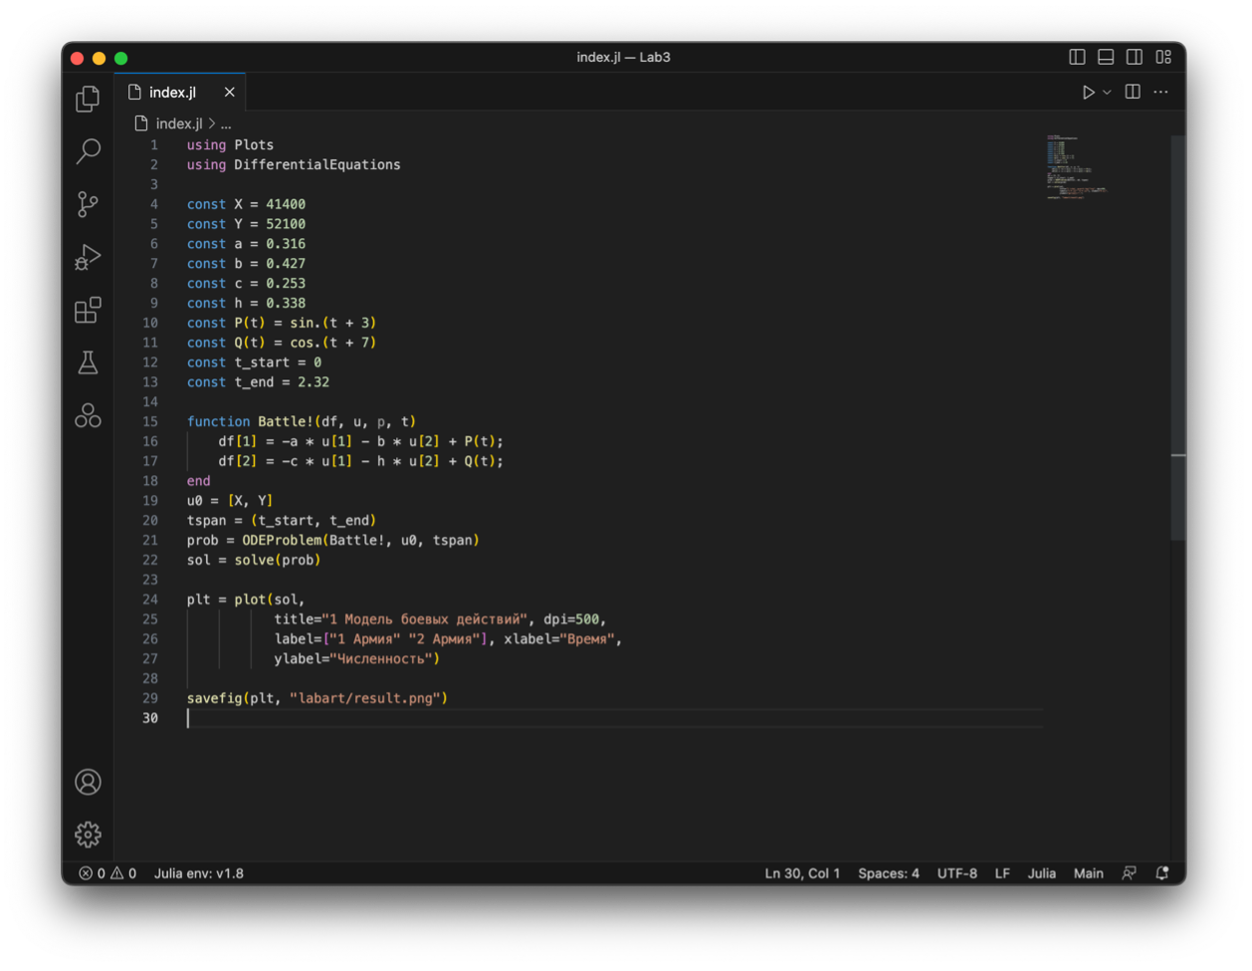 index.jl — Lab3
index.jl
index.jl > ...
1 using Plots
2 using DifferentialEquations
3
4 const X = 41400
5 const Y = 52100
6 const a = 0.316
7 const b = 0.427
8 const c = 0.253
9 const h = 0.338
10 const P(t) = sin.(t + 3)
11 const Q(t) = cos.(t + 7)
12 const t_start = 0
13 const t_end = 2.32
14
15 function Battle!(df, u, p, t)
16     df[1] = -a * u[1] - b * u[2] + P(t);
17     df[2] = -c * u[1] - h * u[2] + Q(t);
18 end
19 u0 = [X, Y]
20 tspan = (t_start, t_end)
21 prob = ODEProblem(Battle!, u0, tspan)
22 sol = solve(prob)
23
24 plt = plot(sol,
25            title="1 Модель боевых действий", dpi=500,
26            label=["1 Армия" "2 Армия"], xlabel="Время",
27            ylabel="Численность")
28
29 savefig(plt, "labart/result.png")
30
0 0 Julia env: v1.8 Ln 30, Col 1 Spaces: 4 UTF-8 LF Julia Main